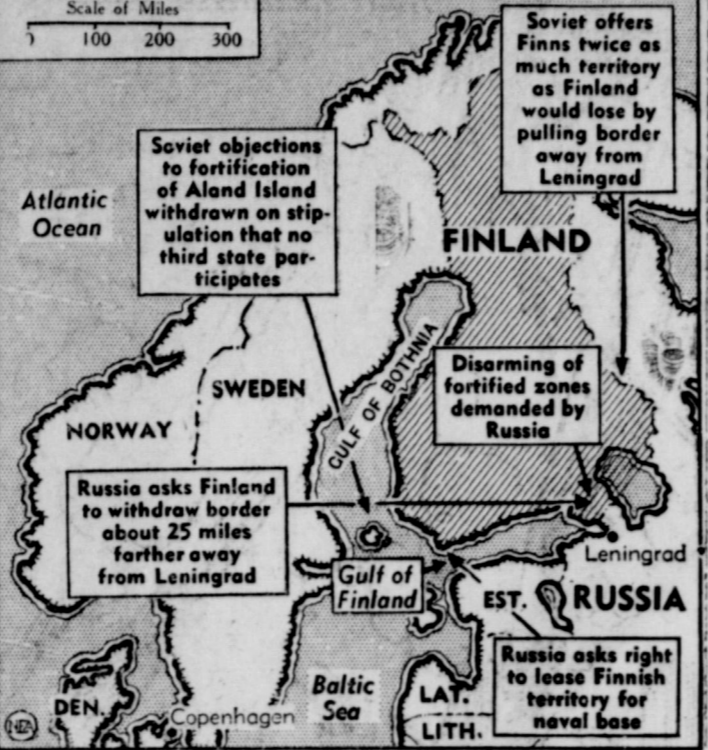 Scale of Miles
0 100 200 300
Soviet offers
Finns twice as
much territory
as Finland
would lose by
pulling border
away from
Leningrad
Soviet objections
to fortification
of Aland Island
withdrawn on stip-
ulation that no
third state par-
ticipates
Atlantic
Ocean
FINLAND
GULF OF BOTHNIA
Disarming of
fortified zones
demanded by
Russia
SWEDEN
NORWAY
Russia asks Finland
to withdraw border
about 25 miles
farther away
from Leningrad
Leningrad
Gulf of
Finland
EST.
RUSSIA
Russia asks right
to lease Finnish
territory for
naval base
Baltic
Sea
LAT.
LITH.
DEN.
Copenhagen
NEA